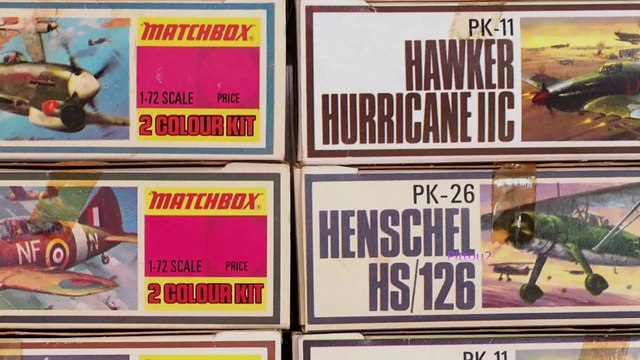 MATCHBOX
1-72 SCALE PRICE
2 COLOUR KIT
PK-11
HAWKER
HURRICANE IIC
MATCHBOX
NF
1-72 SCALE PRICE
2 COLOUR KIT
PK-26
HENSCHEL
HS/126
PK-11